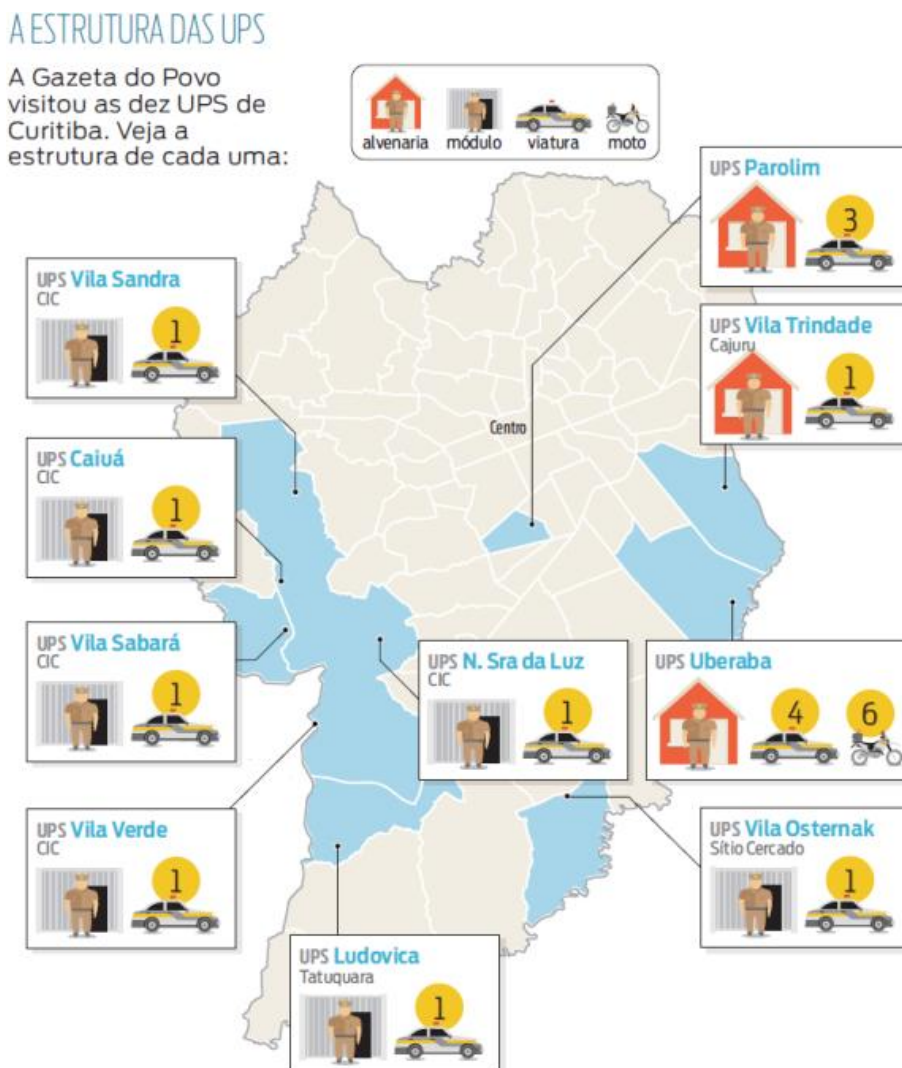 A ESTRUTURA DAS UPS
A Gazeta do Povo
visitou as dez UPS de
Curitiba. Veja a
estrutura de cada uma:
alvenaria módulo viatura moto
UPS Parolim
3
UPS Vila Sandra
CIC
1
UPS Vila Trindade
Cajuru
1
Centro
UPS Caiuá
CIC
1
UPS Vila Sabará
CIC
1
UPS N. Sra da Luz
CIC
1
UPS Uberaba
4 6
UPS Vila Verde
CIC
1
UPS Vila Osternak
Sítio Cercado
1
UPS Ludovica
Tatuquara
1